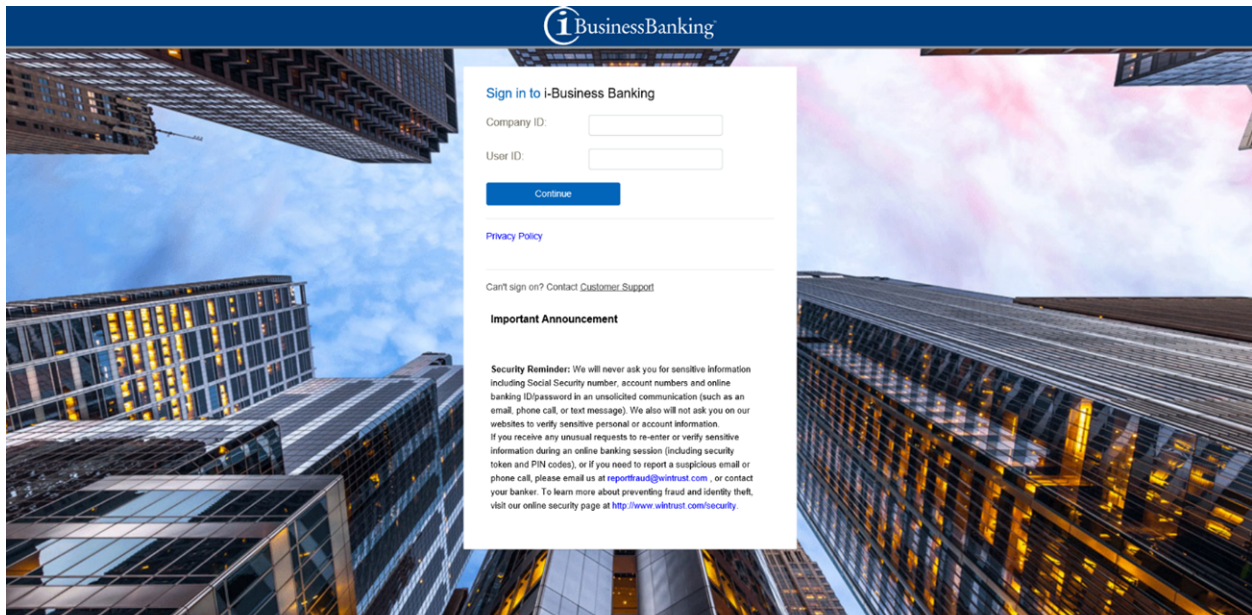 i BusinessBanking
Sign in to i-Business Banking
Company ID:
User ID:
Continue
Privacy Policy
Can't sign on? Contact Customer Support
Important Announcement
Security Reminder: We will never ask you for sensitive information
including Social Security number, account numbers and online
banking ID/password in an unsolicited communication (such as an
email, phone call, or text message). We also will not ask you on our
websites to verify sensitive personal or account information.
If you receive any unusual requests to re-enter or verify sensitive
information during an online banking session (including security
token and PIN codes), or if you need to report a suspicious email or
phone call, please email us at reportfraud@wintrust.com , or contact
your banker. To learn more about preventing fraud and identity theft,
visit our online security page at http://www.wintrust.com/security.